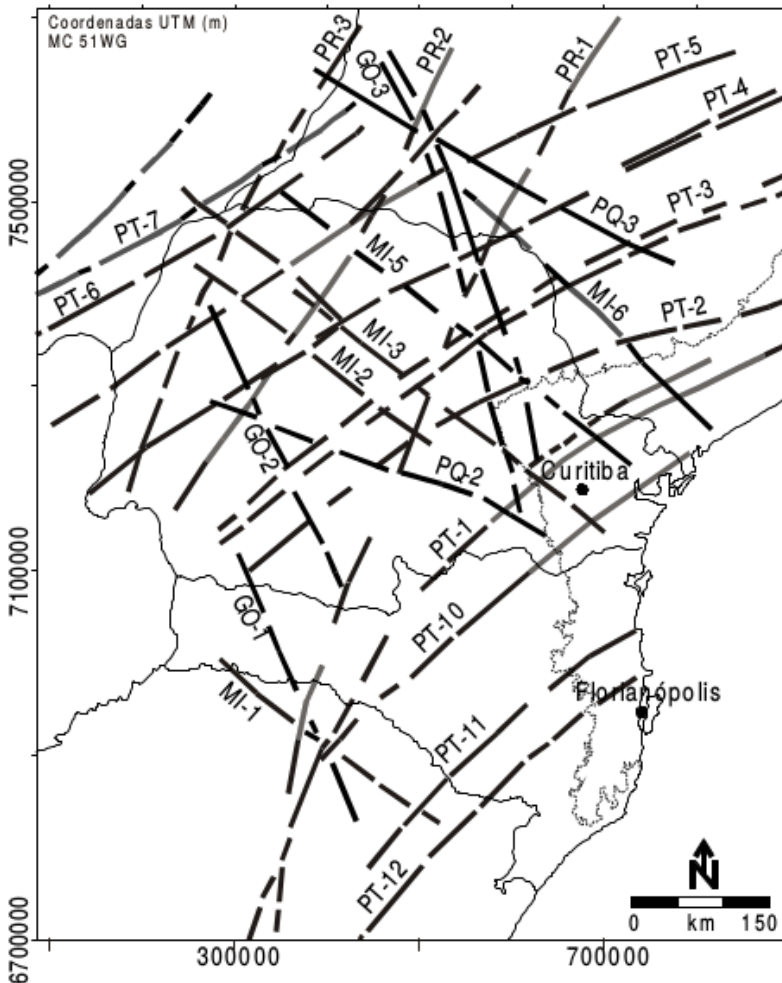 Coordenadas UTM (m)
MC 51WG
PR-3
GO-3
PR-2
PR-1
PT-5
PT-4
7500000
PT-7
PT-3
PQ-3
MI-5
PT-6
MI-6
PT-2
MI-3
MI-2
GO-2
PQ-2
Curitiba
PT-1
7100000
GO-1
PT-10
MI-1
Florianópolis
PT-11
PT-12
N
0 km 150
6700000
300000 700000